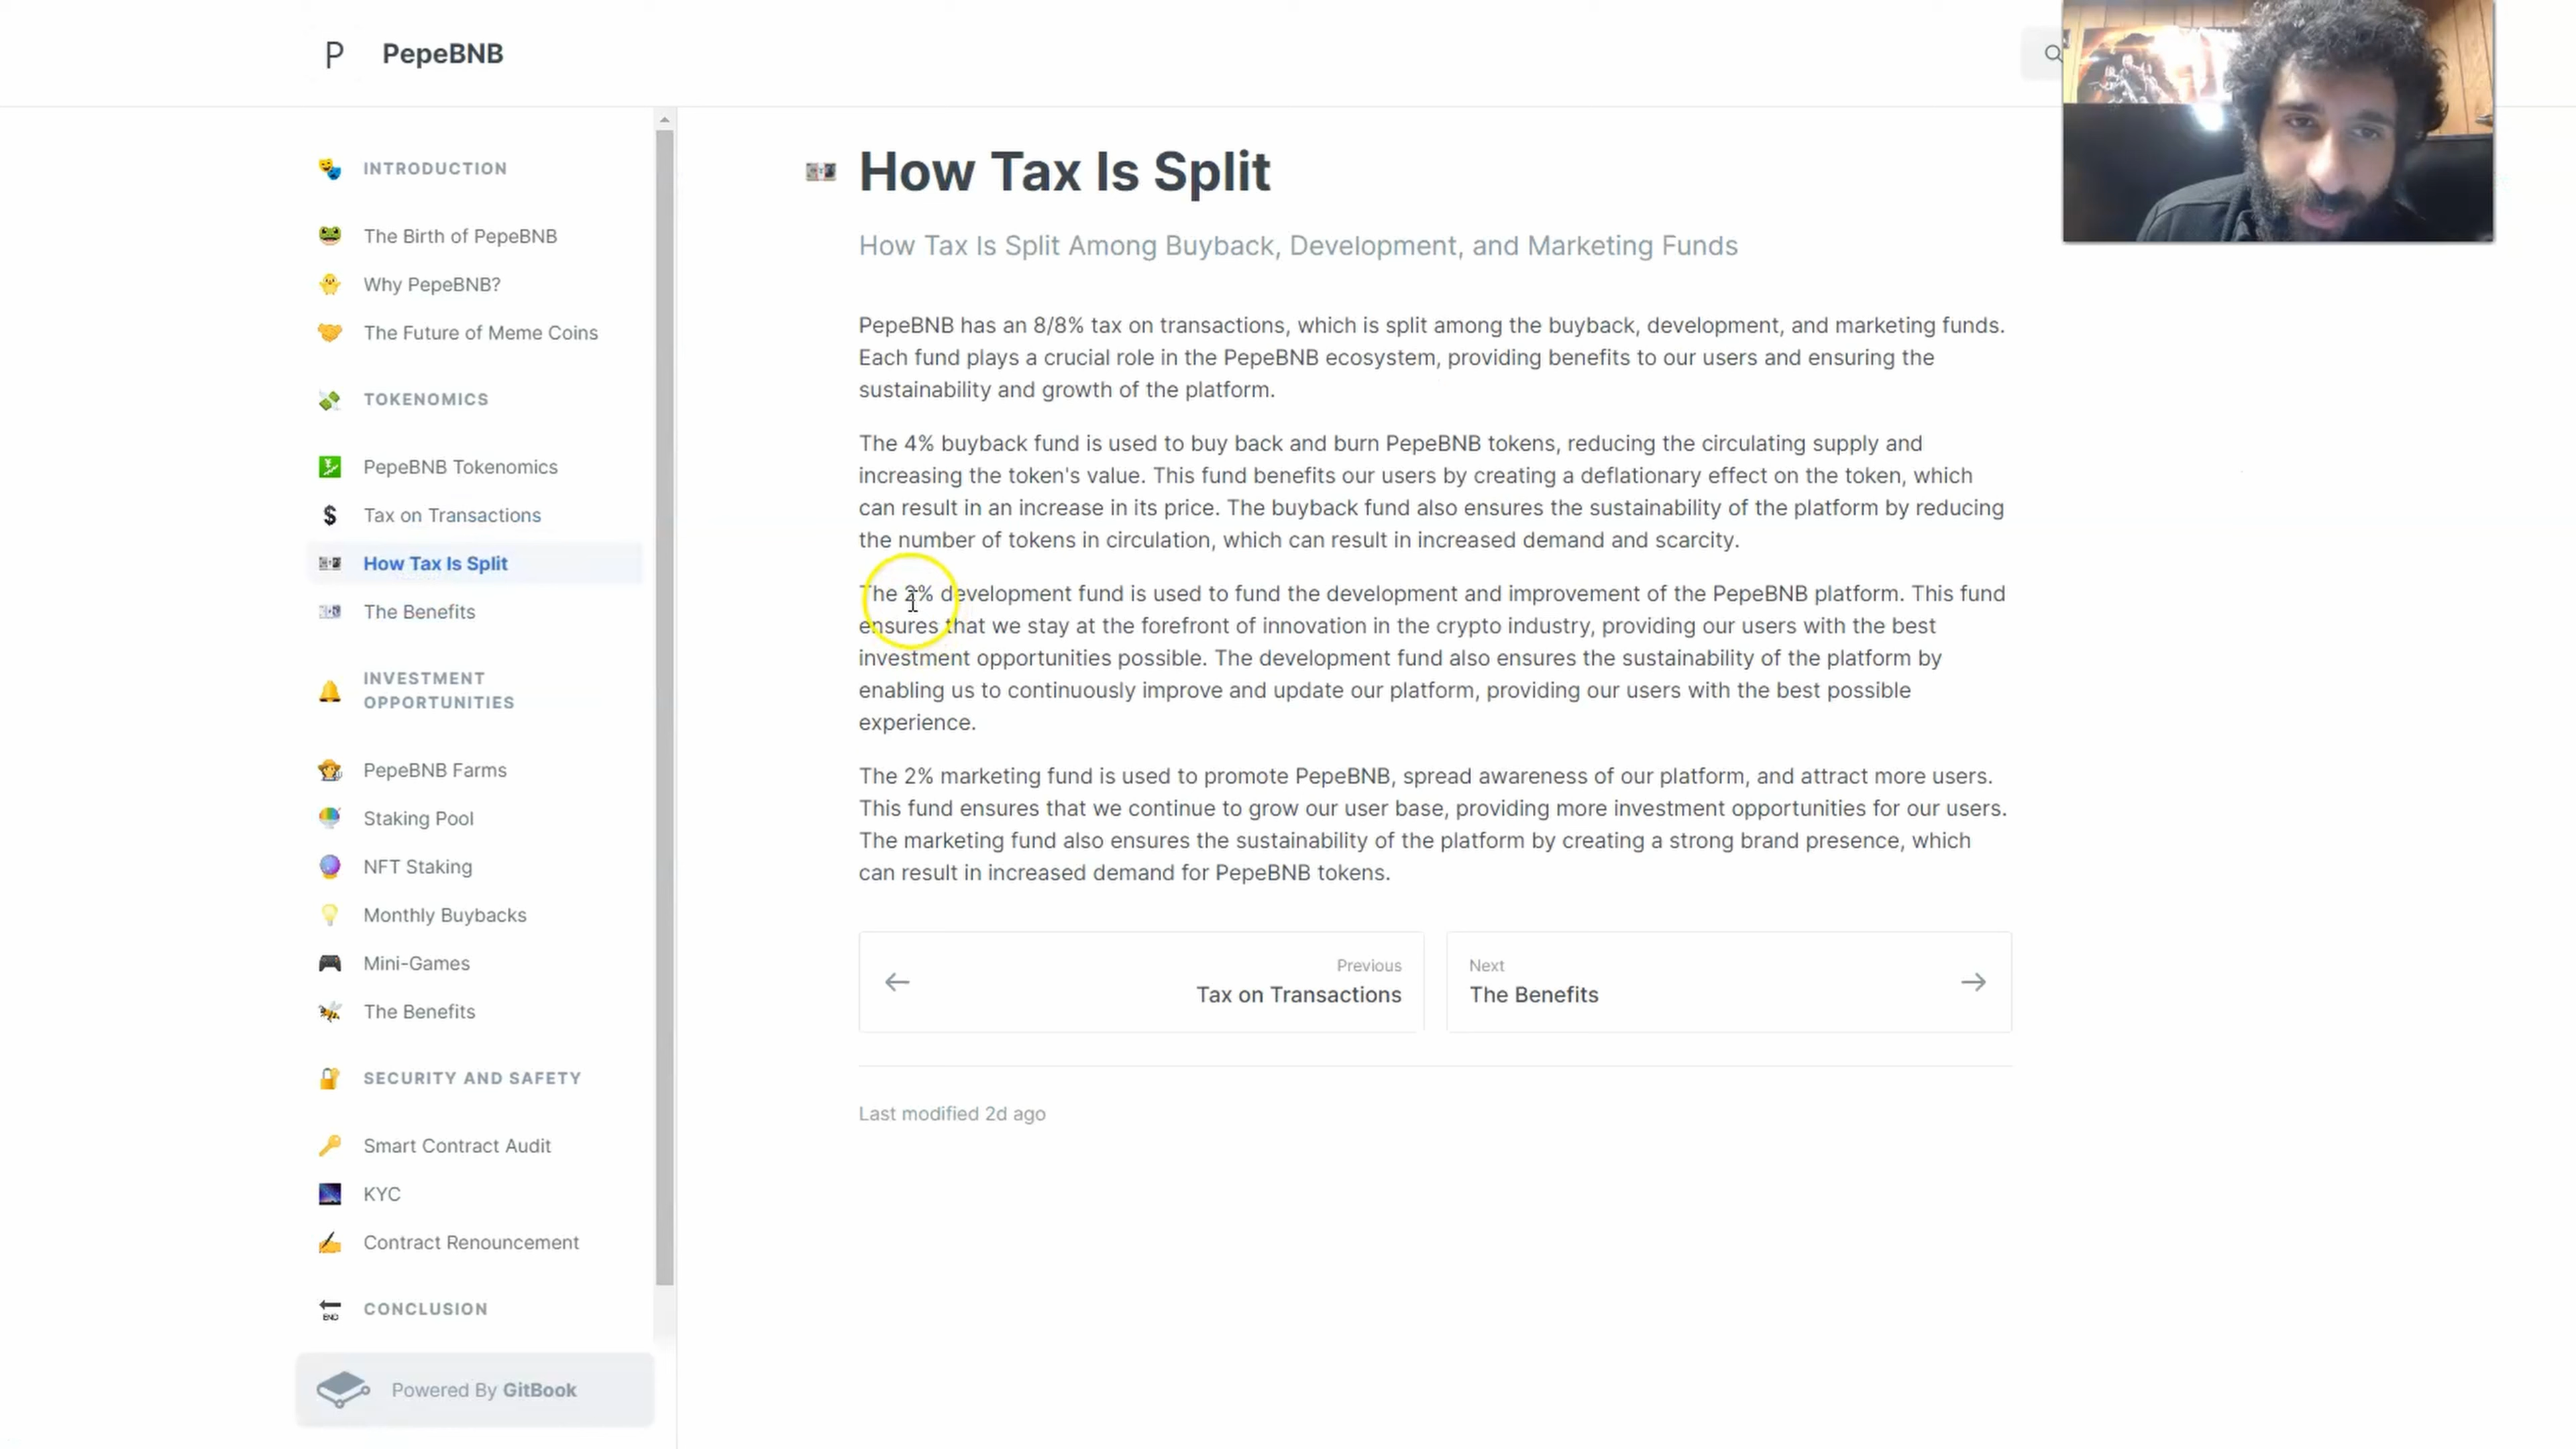 P PepeBNB
INTRODUCTION
The Birth of PepeBNB
Why PepeBNB?
The Future of Meme Coins
TOKENOMICS
PepeBNB Tokenomics
$ Tax on Transactions
How Tax Is Split
The Benefits
INVESTMENT
OPPORTUNITIES
PepeBNB Farms
Staking Pool
NFT Staking
Monthly Buybacks
Mini-Games
The Benefits
SECURITY AND SAFETY
Smart Contract Audit
KYC
Contract Renouncement
END CONCLUSION
Powered By GitBook
How Tax Is Split
How Tax Is Split Among Buyback, Development, and Marketing Funds
PepeBNB has an 8/8% tax on transactions, which is split among the buyback, development, and marketing funds.
Each fund plays a crucial role in the PepeBNB ecosystem, providing benefits to our users and ensuring the
sustainability and growth of the platform.
The 4% buyback fund is used to buy back and burn PepeBNB tokens, reducing the circulating supply and
increasing the token's value. This fund benefits our users by creating a deflationary effect on the token, which
can result in an increase in its price. The buyback fund also ensures the sustainability of the platform by reducing
the number of tokens in circulation, which can result in increased demand and scarcity.
The 2% development fund is used to fund the development and improvement of the PepeBNB platform. This fund
ensures that we stay at the forefront of innovation in the crypto industry, providing our users with the best
investment opportunities possible. The development fund also ensures the sustainability of the platform by
enabling us to continuously improve and update our platform, providing our users with the best possible
experience.
The 2% marketing fund is used to promote PepeBNB, spread awareness of our platform, and attract more users.
This fund ensures that we continue to grow our user base, providing more investment opportunities for our users.
The marketing fund also ensures the sustainability of the platform by creating a strong brand presence, which
can result in increased demand for PepeBNB tokens.
Previous
Tax on Transactions
Next
The Benefits
Last modified 2d ago